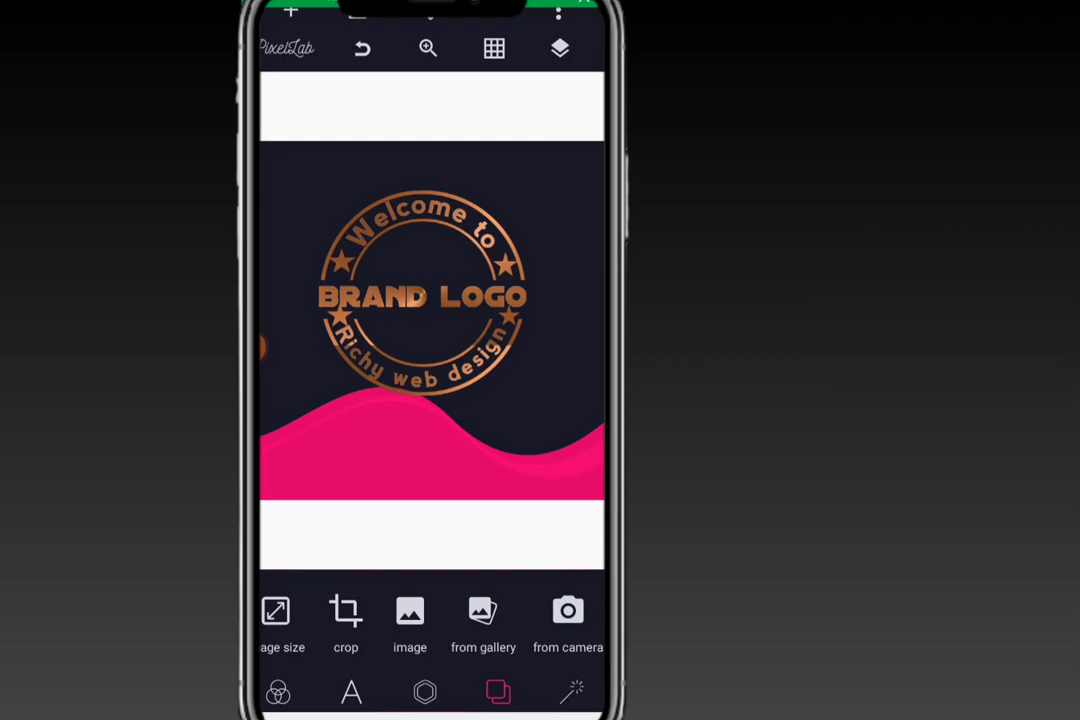 PixelLab
Welcome to
BRAND LOGO
Richy web design
age size
crop
image
from gallery
from camera